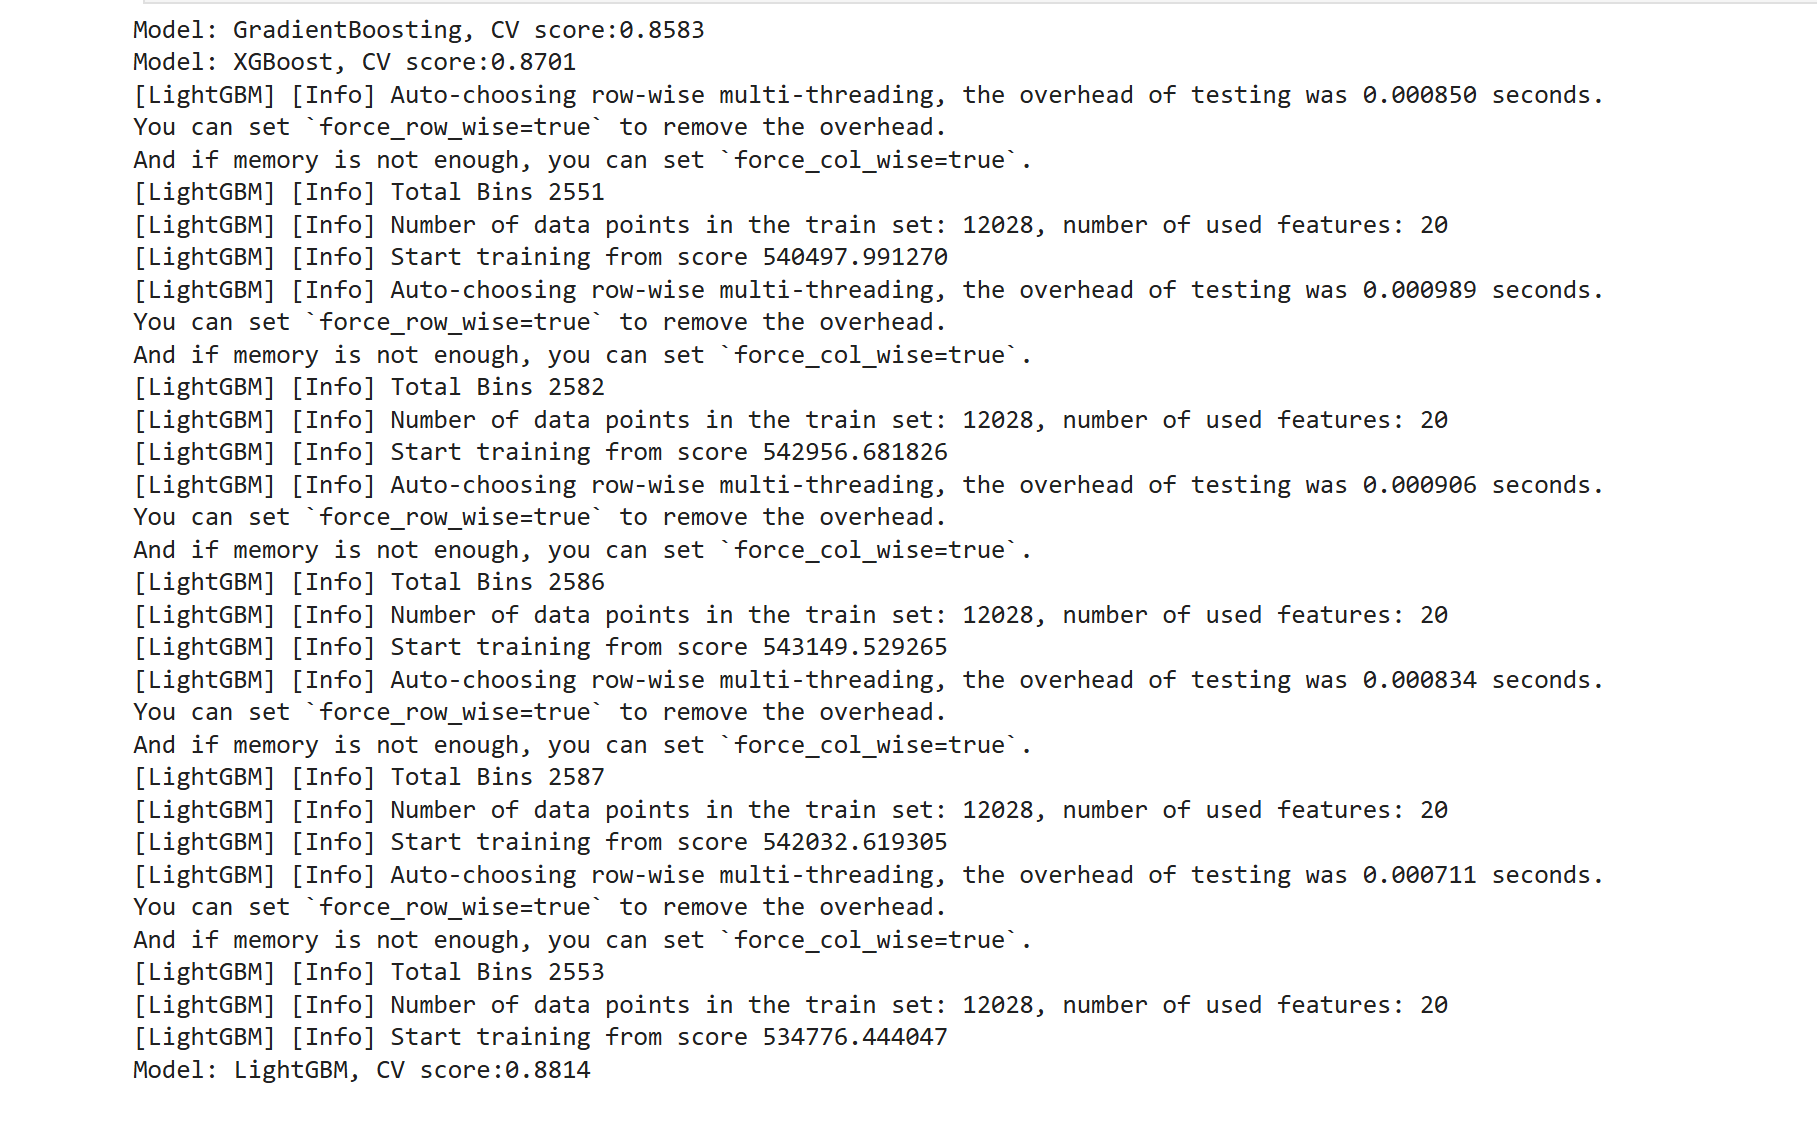 Model: GradientBoosting, CV score:0.8583
Model: XGBoost, CV score:0.8701
[LightGBM] [Info] Auto-choosing row-wise multi-threading, the overhead of testing was 0.000850 seconds.
You can set `force_row_wise=true` to remove the overhead.
And if memory is not enough, you can set `force_col_wise=true`.
[LightGBM] [Info] Total Bins 2551
[LightGBM] [Info] Number of data points in the train set: 12028, number of used features: 20
[LightGBM] [Info] Start training from score 540497.991270
[LightGBM] [Info] Auto-choosing row-wise multi-threading, the overhead of testing was 0.000989 seconds.
You can set `force_row_wise=true` to remove the overhead.
And if memory is not enough, you can set `force_col_wise=true`.
[LightGBM] [Info] Total Bins 2582
[LightGBM] [Info] Number of data points in the train set: 12028, number of used features: 20
[LightGBM] [Info] Start training from score 542956.681826
[LightGBM] [Info] Auto-choosing row-wise multi-threading, the overhead of testing was 0.000906 seconds.
You can set `force_row_wise=true` to remove the overhead.
And if memory is not enough, you can set `force_col_wise=true`.
[LightGBM] [Info] Total Bins 2586
[LightGBM] [Info] Number of data points in the train set: 12028, number of used features: 20
[LightGBM] [Info] Start training from score 543149.529265
[LightGBM] [Info] Auto-choosing row-wise multi-threading, the overhead of testing was 0.000834 seconds.
You can set `force_row_wise=true` to remove the overhead.
And if memory is not enough, you can set `force_col_wise=true`.
[LightGBM] [Info] Total Bins 2587
[LightGBM] [Info] Number of data points in the train set: 12028, number of used features: 20
[LightGBM] [Info] Start training from score 542032.619305
[LightGBM] [Info] Auto-choosing row-wise multi-threading, the overhead of testing was 0.000711 seconds.
You can set `force_row_wise=true` to remove the overhead.
And if memory is not enough, you can set `force_col_wise=true`.
[LightGBM] [Info] Total Bins 2553
[LightGBM] [Info] Number of data points in the train set: 12028, number of used features: 20
[LightGBM] [Info] Start training from score 534776.444047
Model: LightGBM, CV score:0.8814